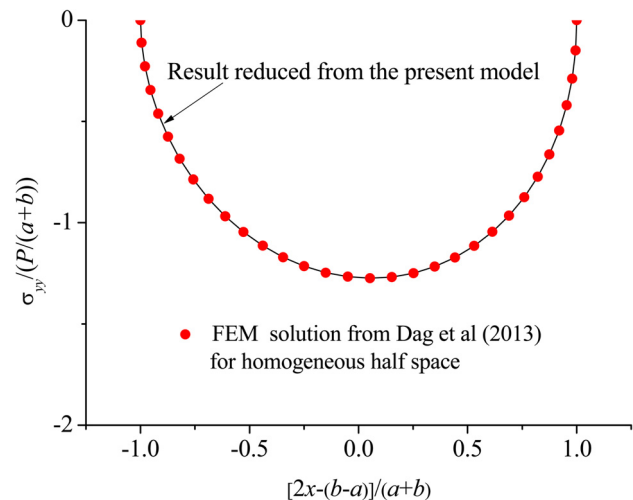 0
Result reduced from the present model
-1
σyy/(P/(a+b))
FEM solution from Dag et al (2013)
for homogeneous half space
-2
-1.0 -0.5 0.0 0.5 1.0
[2x-(b-a)]/(a+b)